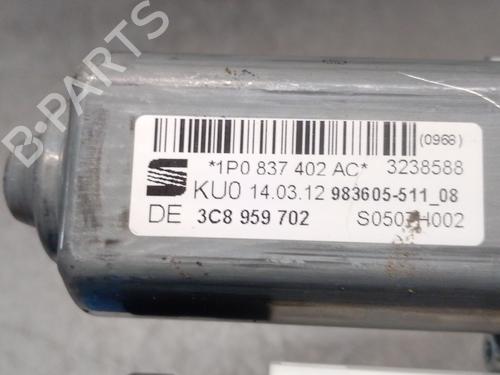 B-PARTS
(0968)
*1P0 837 402 AC* 3238588
KU0 14.03.12 983605-511_08
DE 3C8 959 702